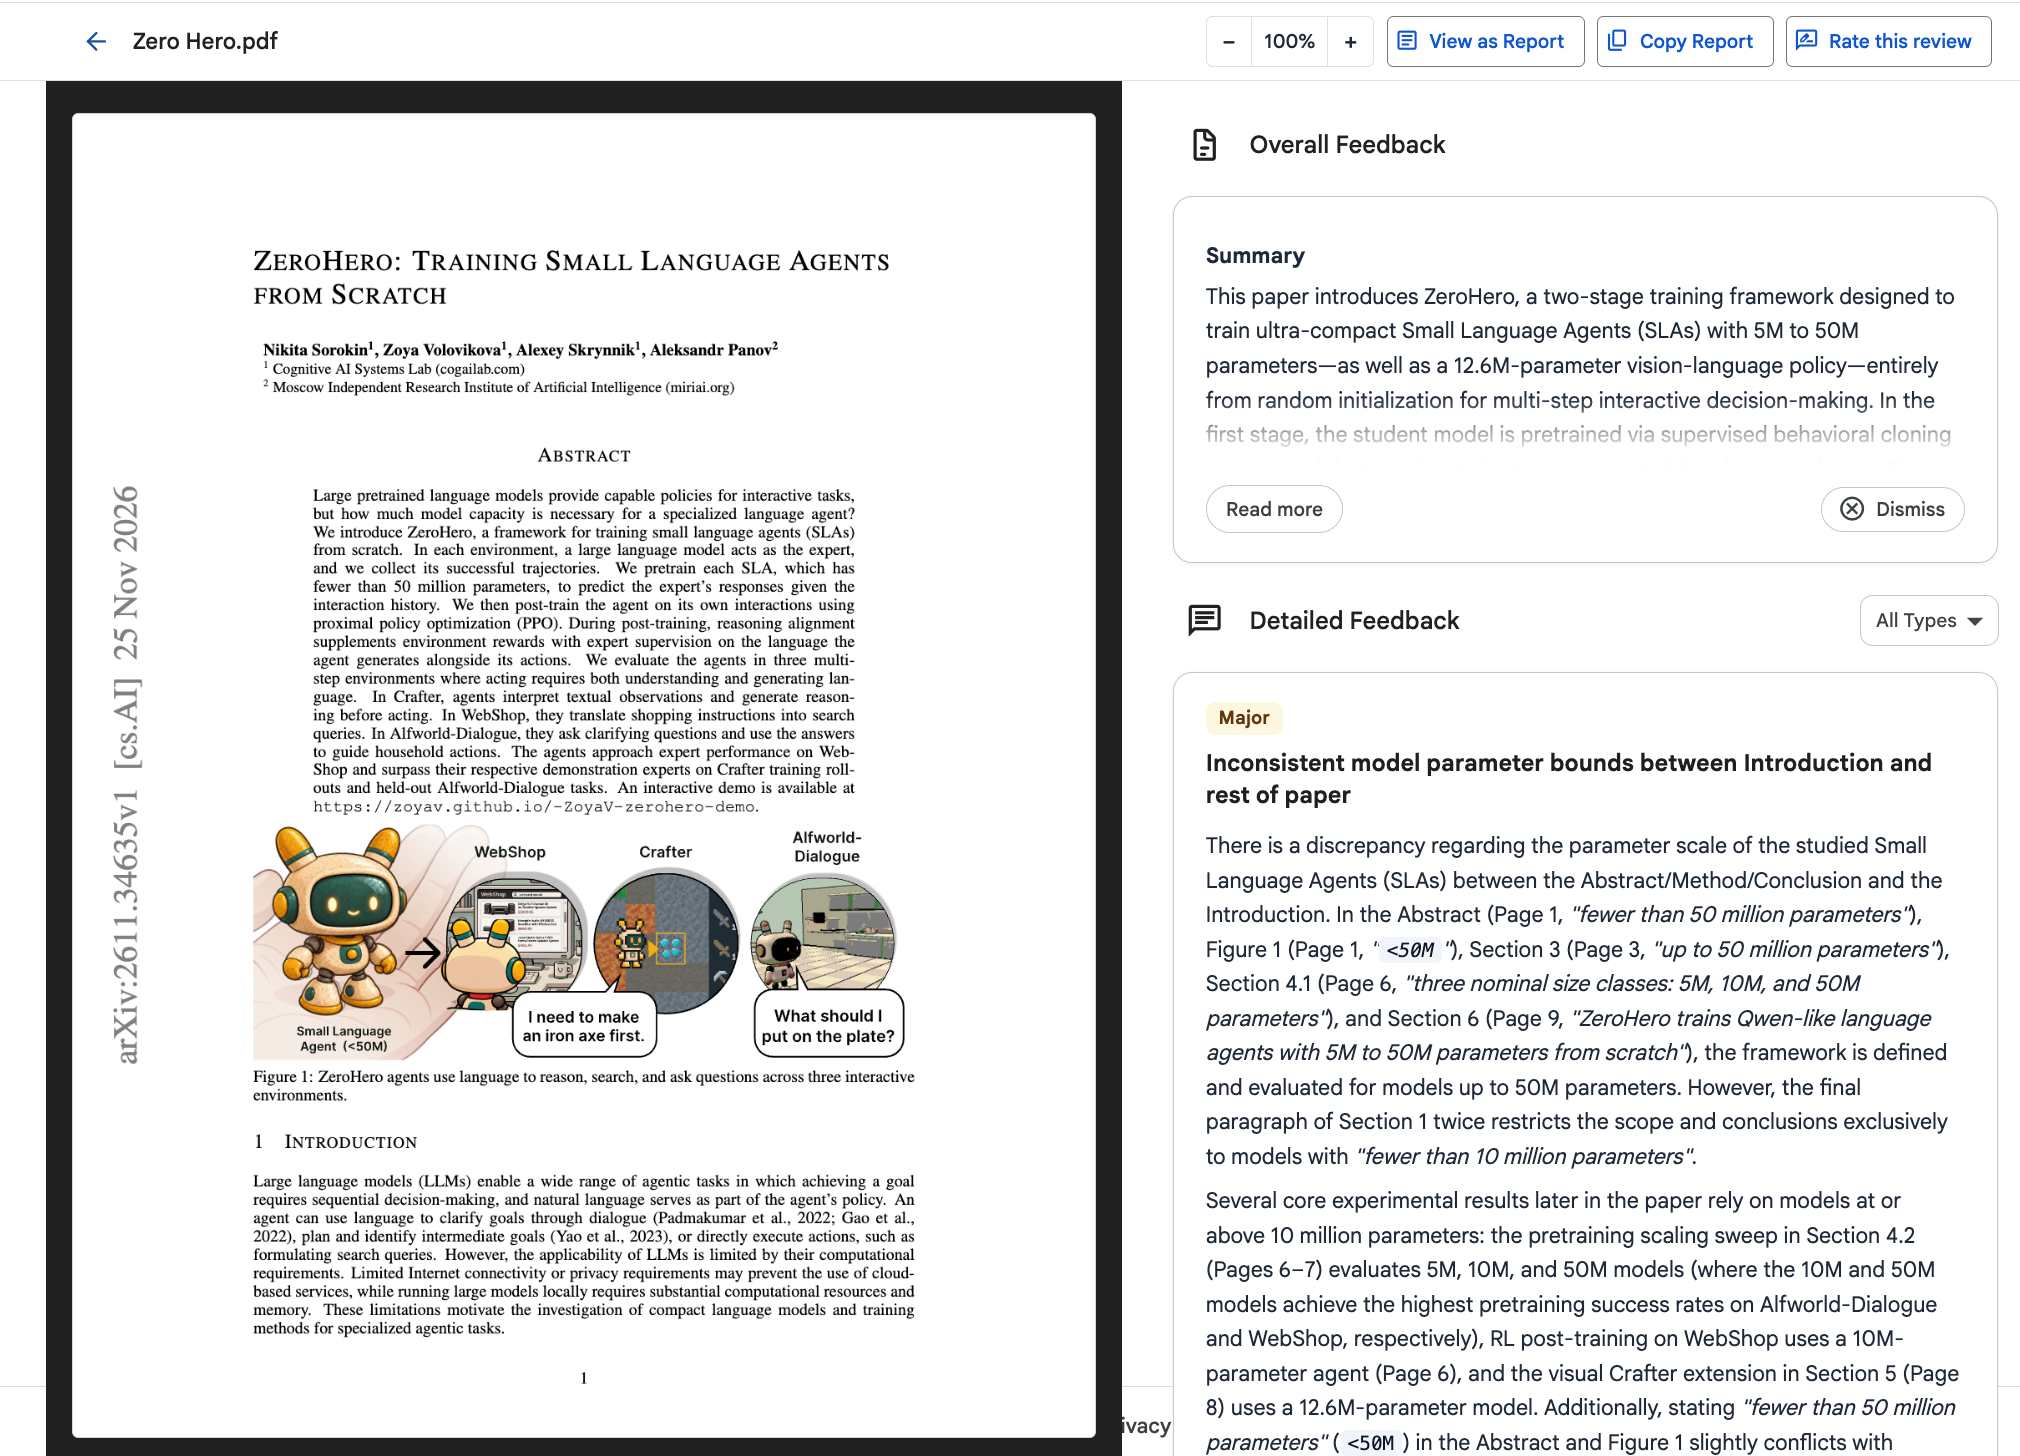 Zero Hero.pdf
100%
View as Report
Copy Report
Rate this review
arXiv:2611.34635v1 [cs.AI] 25 Nov 2026
ZEROHERO: TRAINING SMALL LANGUAGE AGENTS
FROM SCRATCH
Nikita Sorokin¹, Zoya Volovikova¹, Alexey Skrynnik¹, Aleksandr Panov²
¹ Cognitive AI Systems Lab (cogailab.com)
² Moscow Independent Research Institute of Artificial Intelligence (miriai.org)
ABSTRACT
Large pretrained language models provide capable policies for interactive tasks,
but how much model capacity is necessary for a specialized language agent?
We introduce ZeroHero, a framework for training small language agents (SLAs)
from scratch. In each environment, a large language model acts as the expert,
and we collect its successful trajectories. We pretrain each SLA, which has
fewer than 50 million parameters, to predict the expert's responses given the
interaction history. We then post-train the agent on its own interactions using
proximal policy optimization (PPO). During post-training, reasoning alignment
supplements environment rewards with expert supervision on the language the
agent generates alongside its actions. We evaluate the agents in three multi-
step environments where acting requires both understanding and generating lan-
guage. In Crafter, agents interpret textual observations and generate reason-
ing before acting. In WebShop, they translate shopping instructions into search
queries. In Alfworld-Dialogue, they ask clarifying questions and use the answers
to guide household actions. The agents approach expert performance on Web-
Shop and surpass their respective demonstration experts on Crafter training roll-
outs and held-out Alfworld-Dialogue tasks. An interactive demo is available at
https://zoyav.github.io/-ZoyaV-zerohero-demo.
WebShop
Crafter
Alfworld-
Dialogue
I need to make
an iron axe first.
What should I
put on the plate?
Small Language
Agent (<50M)
Figure 1: ZeroHero agents use language to reason, search, and ask questions across three interactive
environments.
1 INTRODUCTION
Large language models (LLMs) enable a wide range of agentic tasks in which achieving a goal
requires sequential decision-making, and natural language serves as part of the agent's policy. An
agent can use language to clarify goals through dialogue (Padmakumar et al., 2022; Gao et al.,
2022), plan and identify intermediate goals (Yao et al., 2023), or directly execute actions, such as
formulating search queries. However, the applicability of LLMs is limited by their computational
requirements. Limited Internet connectivity or privacy requirements may prevent the use of cloud-
based services, while running large models locally requires substantial computational resources and
memory. These limitations motivate the investigation of compact language models and training
methods for specialized agentic tasks.
1
Overall Feedback
Summary
This paper introduces ZeroHero, a two-stage training framework designed to
train ultra-compact Small Language Agents (SLAs) with 5M to 50M
parameters—as well as a 12.6M-parameter vision-language policy—entirely
from random initialization for multi-step interactive decision-making. In the
first stage, the student model is pretrained via supervised behavioral cloning
Read more
Dismiss
Detailed Feedback
All Types
Major
Inconsistent model parameter bounds between Introduction and
rest of paper
There is a discrepancy regarding the parameter scale of the studied Small
Language Agents (SLAs) between the Abstract/Method/Conclusion and the
Introduction. In the Abstract (Page 1, "fewer than 50 million parameters"),
Figure 1 (Page 1, " <50M "), Section 3 (Page 3, "up to 50 million parameters"),
Section 4.1 (Page 6, "three nominal size classes: 5M, 10M, and 50M
parameters"), and Section 6 (Page 9, "ZeroHero trains Qwen-like language
agents with 5M to 50M parameters from scratch"), the framework is defined
and evaluated for models up to 50M parameters. However, the final
paragraph of Section 1 twice restricts the scope and conclusions exclusively
to models with "fewer than 10 million parameters".
Several core experimental results later in the paper rely on models at or
above 10 million parameters: the pretraining scaling sweep in Section 4.2
(Pages 6–7) evaluates 5M, 10M, and 50M models (where the 10M and 50M
models achieve the highest pretraining success rates on Alfworld-Dialogue
and WebShop, respectively), RL post-training on WebShop uses a 10M-
parameter agent (Page 6), and the visual Crafter extension in Section 5 (Page
8) uses a 12.6M-parameter model. Additionally, stating "fewer than 50 million
parameters" ( <50M ) in the Abstract and Figure 1 slightly conflicts with
ivacy